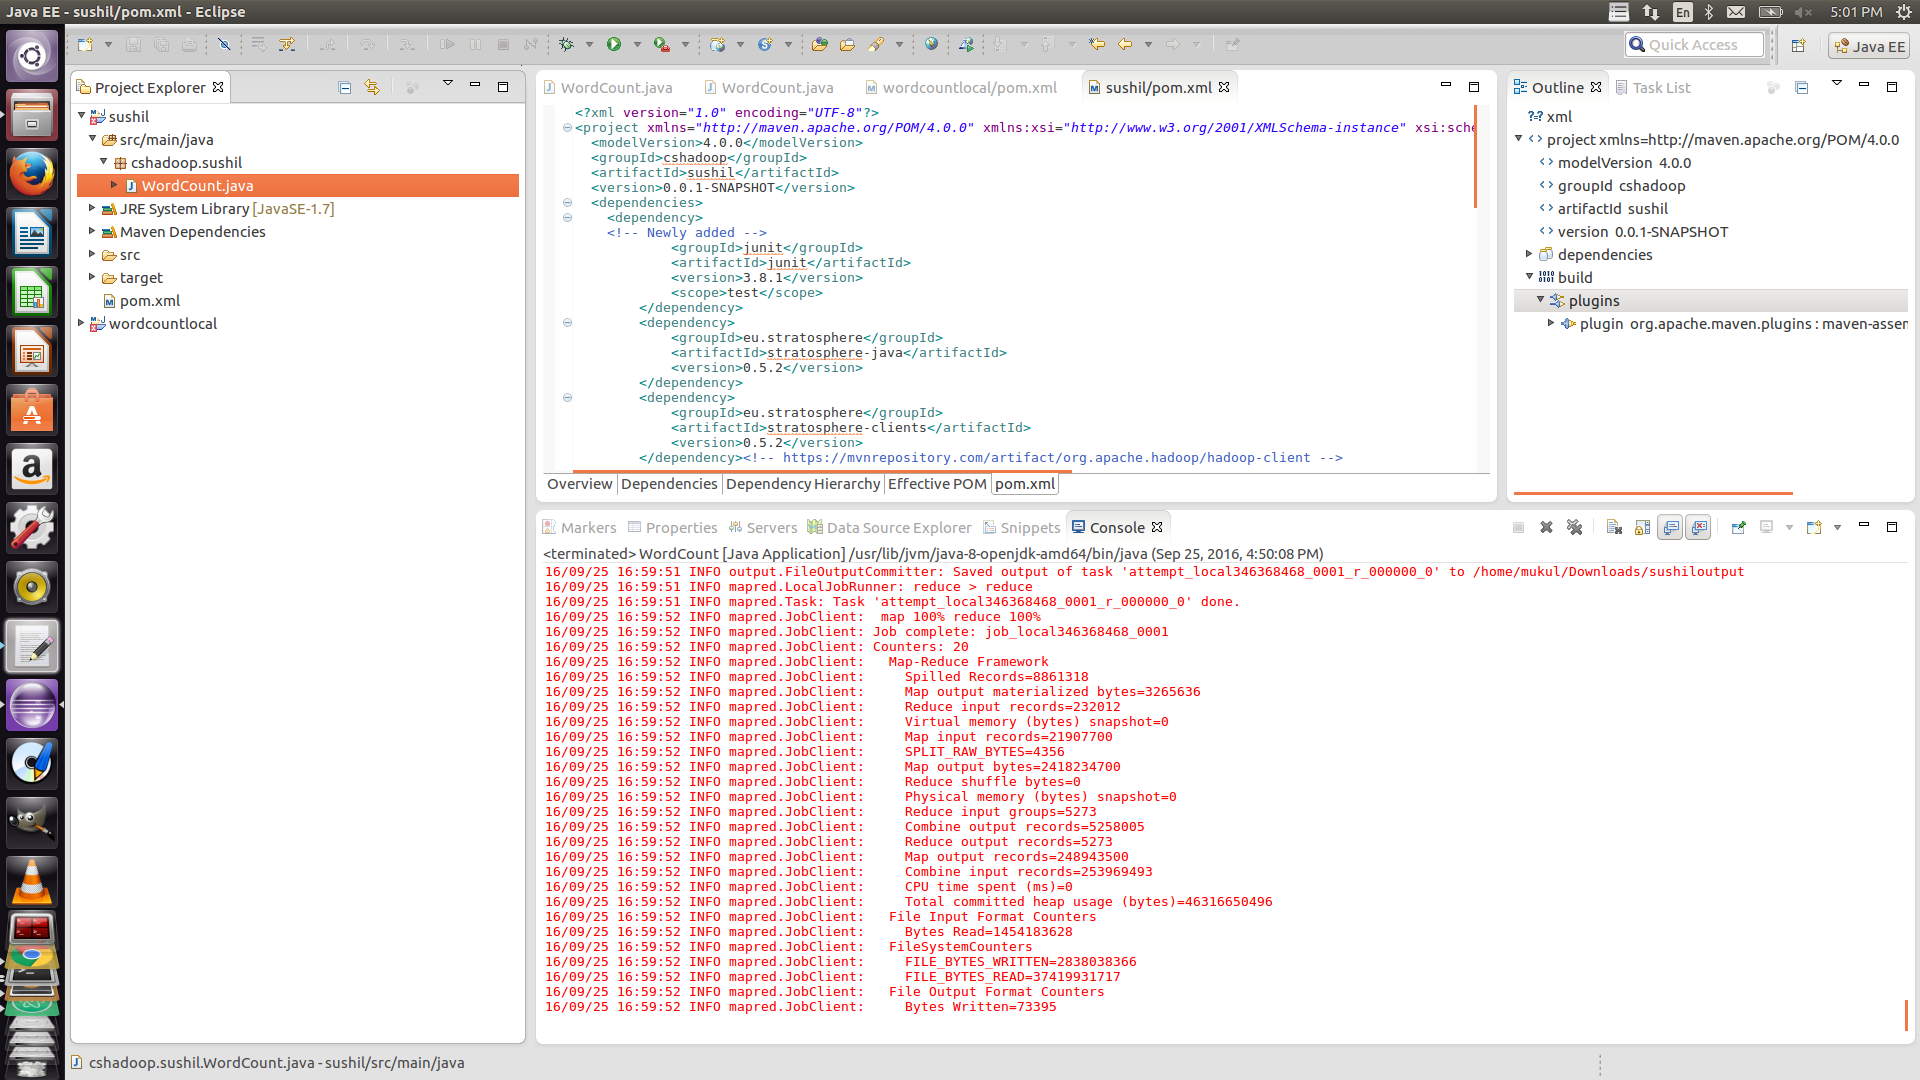 Java EE - sushil/pom.xml - Eclipse
En
5:01 PM
Quick Access
Java EE
Project Explorer
sushil
src/main/java
cshadoop.sushil
WordCount.java
JRE System Library [JavaSE-1.7]
Maven Dependencies
src
target
pom.xml
wordcountlocal
WordCount.java
WordCount.java
wordcountlocal/pom.xml
sushil/pom.xml
<?xml version="1.0" encoding="UTF-8"?>
<project xmlns="http://maven.apache.org/POM/4.0.0" xmlns:xsi="http://www.w3.org/2001/XMLSchema-instance" xsi:sche
<modelVersion>4.0.0</modelVersion>
<groupId>cshadoop</groupId>
<artifactId>sushil</artifactId>
<version>0.0.1-SNAPSHOT</version>
<dependencies>
<dependency>
<!-- Newly added -->
<groupId>junit</groupId>
<artifactId>junit</artifactId>
<version>3.8.1</version>
<scope>test</scope>
</dependency>
<dependency>
<groupId>eu.stratosphere</groupId>
<artifactId>stratosphere-java</artifactId>
<version>0.5.2</version>
</dependency>
<dependency>
<groupId>eu.stratosphere</groupId>
<artifactId>stratosphere-clients</artifactId>
<version>0.5.2</version>
</dependency><!-- https://mvnrepository.com/artifact/org.apache.hadoop/hadoop-client -->
Overview
Dependencies
Dependency Hierarchy
Effective POM
pom.xml
Outline
Task List
xml
project xmlns=http://maven.apache.org/POM/4.0.0
modelVersion 4.0.0
groupId cshadoop
artifactId sushil
version 0.0.1-SNAPSHOT
dependencies
build
plugins
plugin org.apache.maven.plugins : maven-assem
Markers
Properties
Servers
Data Source Explorer
Snippets
Console
<terminated> WordCount [Java Application] /usr/lib/jvm/java-8-openjdk-amd64/bin/java (Sep 25, 2016, 4:50:08 PM)
16/09/25 16:59:51 INFO output.FileOutputCommitter: Saved output of task 'attempt_local346368468_0001_r_000000_0' to /home/mukul/Downloads/sushiloutput
16/09/25 16:59:51 INFO mapred.LocalJobRunner: reduce > reduce
16/09/25 16:59:51 INFO mapred.Task: Task 'attempt_local346368468_0001_r_000000_0' done.
16/09/25 16:59:52 INFO mapred.JobClient:  map 100% reduce 100%
16/09/25 16:59:52 INFO mapred.JobClient: Job complete: job_local346368468_0001
16/09/25 16:59:52 INFO mapred.JobClient: Counters: 20
16/09/25 16:59:52 INFO mapred.JobClient:   Map-Reduce Framework
16/09/25 16:59:52 INFO mapred.JobClient:     Spilled Records=8861318
16/09/25 16:59:52 INFO mapred.JobClient:     Map output materialized bytes=3265636
16/09/25 16:59:52 INFO mapred.JobClient:     Reduce input records=232012
16/09/25 16:59:52 INFO mapred.JobClient:     Virtual memory (bytes) snapshot=0
16/09/25 16:59:52 INFO mapred.JobClient:     Map input records=21907700
16/09/25 16:59:52 INFO mapred.JobClient:     SPLIT_RAW_BYTES=4356
16/09/25 16:59:52 INFO mapred.JobClient:     Map output bytes=2418234700
16/09/25 16:59:52 INFO mapred.JobClient:     Reduce shuffle bytes=0
16/09/25 16:59:52 INFO mapred.JobClient:     Physical memory (bytes) snapshot=0
16/09/25 16:59:52 INFO mapred.JobClient:     Reduce input groups=5273
16/09/25 16:59:52 INFO mapred.JobClient:     Combine output records=5258005
16/09/25 16:59:52 INFO mapred.JobClient:     Reduce output records=5273
16/09/25 16:59:52 INFO mapred.JobClient:     Map output records=248943500
16/09/25 16:59:52 INFO mapred.JobClient:     Combine input records=253969493
16/09/25 16:59:52 INFO mapred.JobClient:     CPU time spent (ms)=0
16/09/25 16:59:52 INFO mapred.JobClient:     Total committed heap usage (bytes)=46316650496
16/09/25 16:59:52 INFO mapred.JobClient:   File Input Format Counters
16/09/25 16:59:52 INFO mapred.JobClient:     Bytes Read=1454183628
16/09/25 16:59:52 INFO mapred.JobClient:   FileSystemCounters
16/09/25 16:59:52 INFO mapred.JobClient:     FILE_BYTES_WRITTEN=2838038366
16/09/25 16:59:52 INFO mapred.JobClient:     FILE_BYTES_READ=37419931717
16/09/25 16:59:52 INFO mapred.JobClient:   File Output Format Counters
16/09/25 16:59:52 INFO mapred.JobClient:     Bytes Written=73395
cshadoop.sushil.WordCount.java - sushil/src/main/java